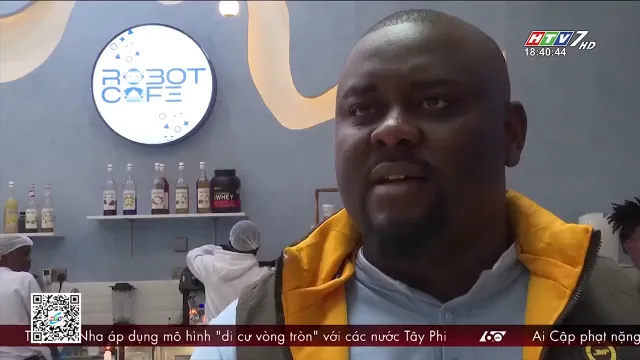 HTV7 HD
18:40:44
ROBOT
CAFE
WHEY
T
Nha áp dụng mô hình "di cư vòng tròn" với các nước Tây Phi
60
Ai Cập phạt nặng